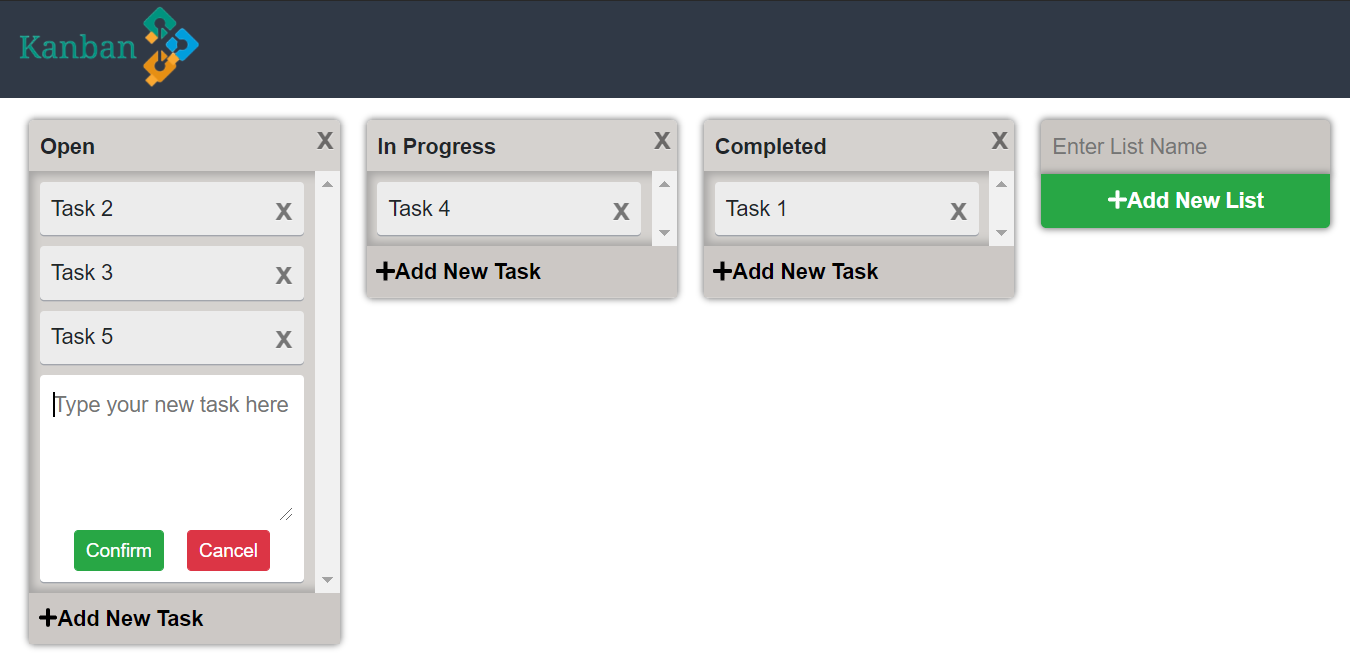 Kanban
Open X
Task 2 X
Task 3 X
Task 5 X
Type your new task here
Confirm Cancel
+Add New Task
In Progress X
Task 4 X
+Add New Task
Completed X
Task 1 X
+Add New Task
Enter List Name
+Add New List